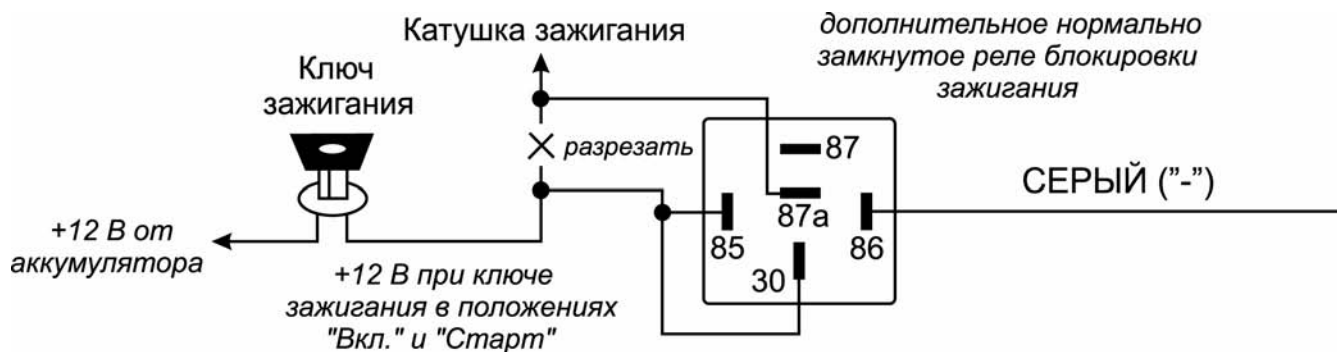 Ключ
зажигания
Катушка зажигания
дополнительное нормально
замкнутое реле блокировки
зажигания
разрезать
87
87a
85
86
30
СЕРЫЙ ("-")
+12 В от
аккумулятора
+12 В при ключе
зажигания в положениях
"Вкл." и "Старт"